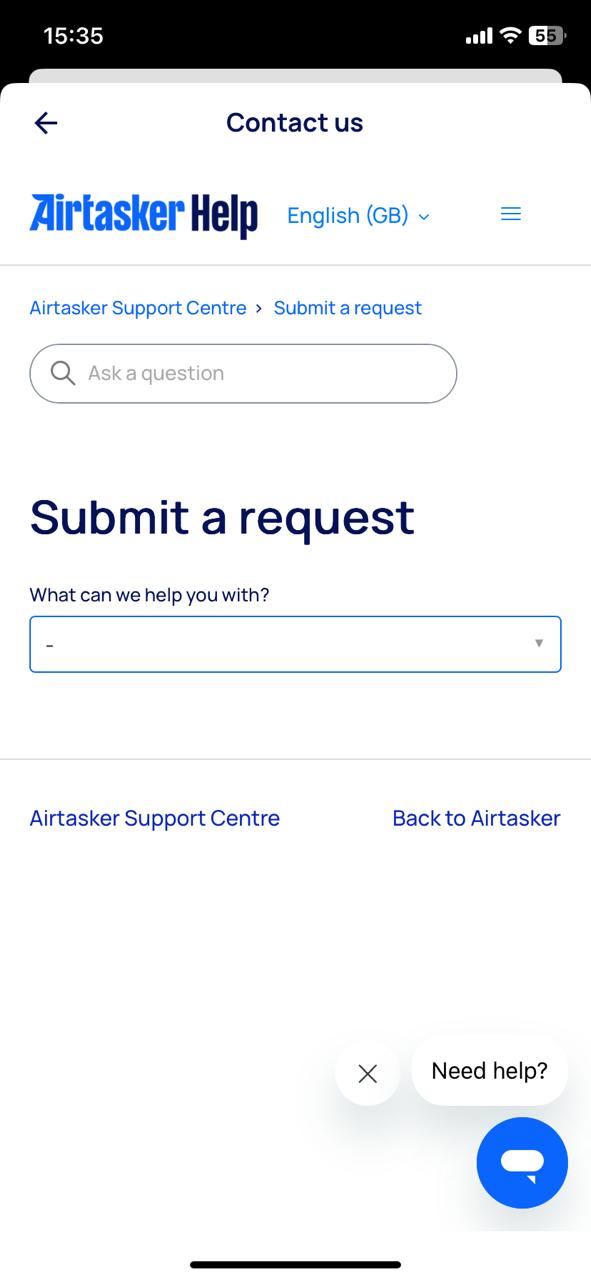 15:35
55
Contact us
Airtasker Help
English (GB)
Airtasker Support Centre > Submit a request
Ask a question
Submit a request
What can we help you with?
-
Airtasker Support Centre
Back to Airtasker
Need help?